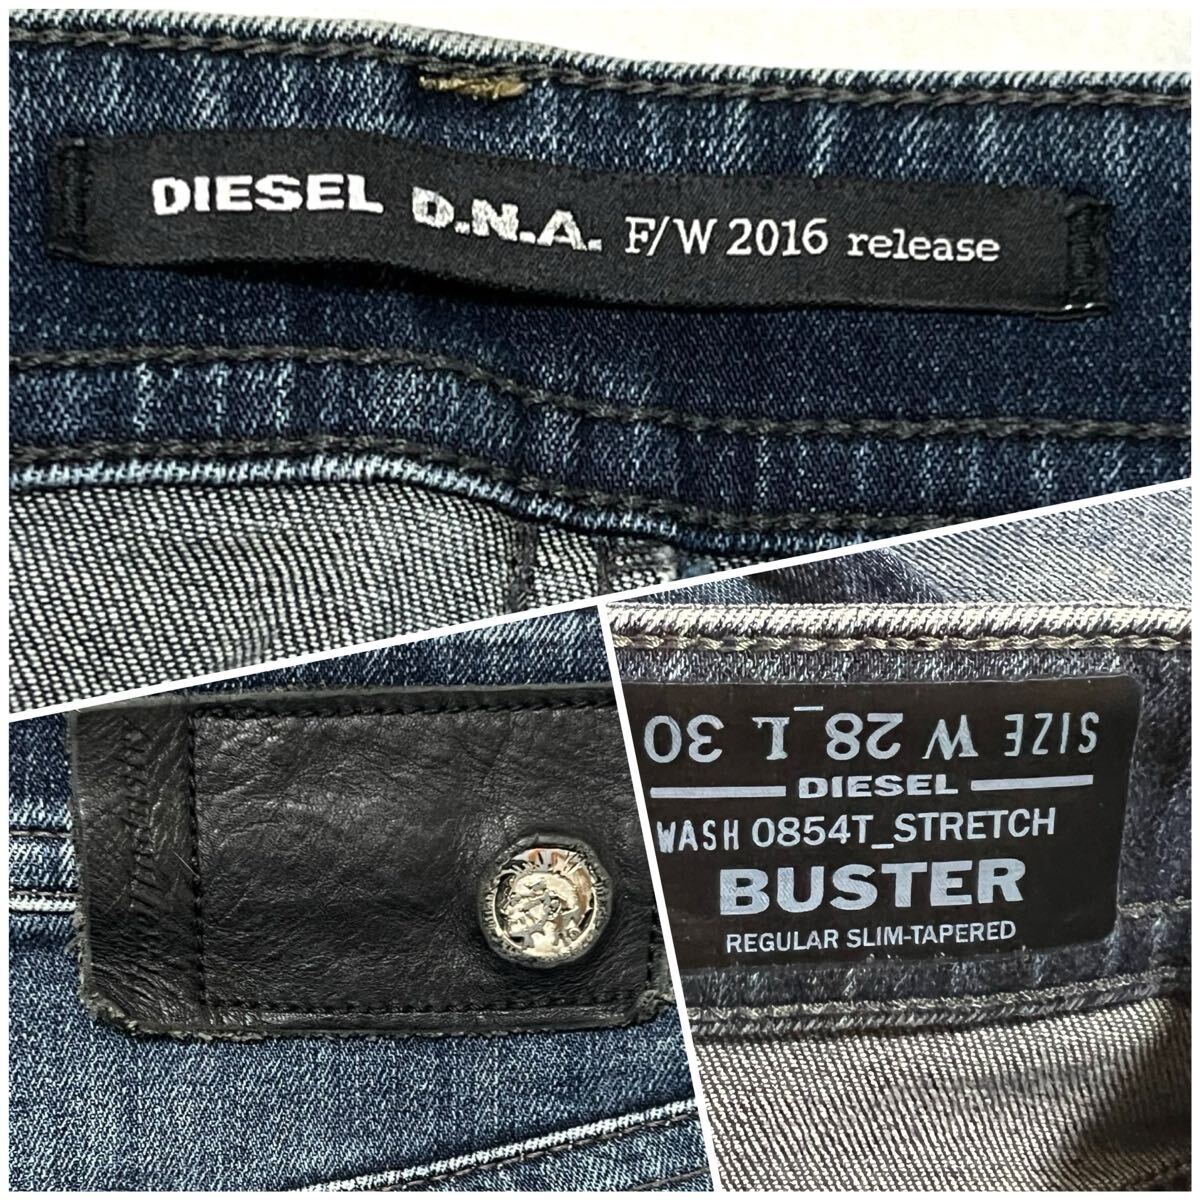 DIESEL D.N.A. F/W 2016 release
SIZE W 28_L 30
DIESEL
WASH 0854T_STRETCH
BUSTER
REGULAR SLIM-TAPERED